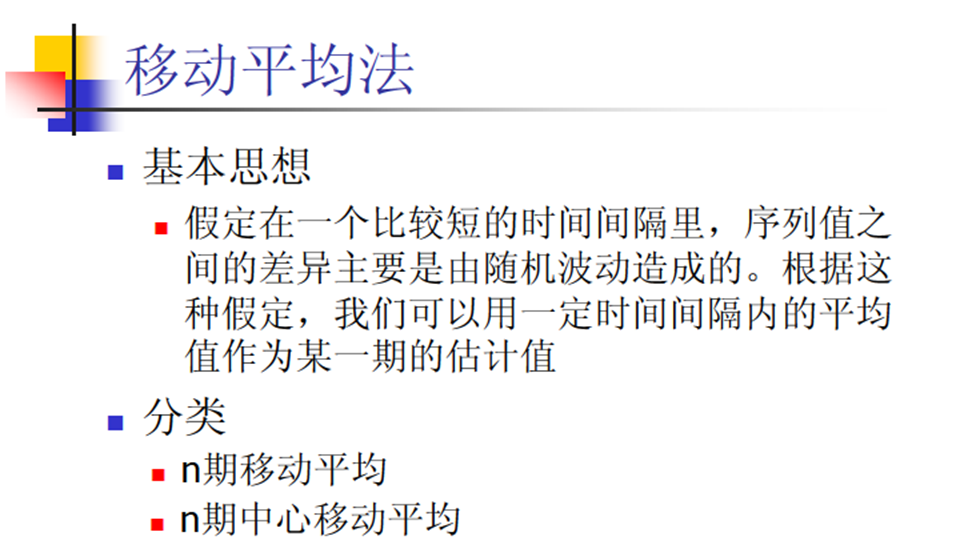 移动平均法
基本思想
假定在一个比较短的时间间隔里，序列值之
间的差异主要是由随机波动造成的。根据这
种假定，我们可以用一定时间间隔内的平均
值作为某一期的估计值
分类
n期移动平均
n期中心移动平均